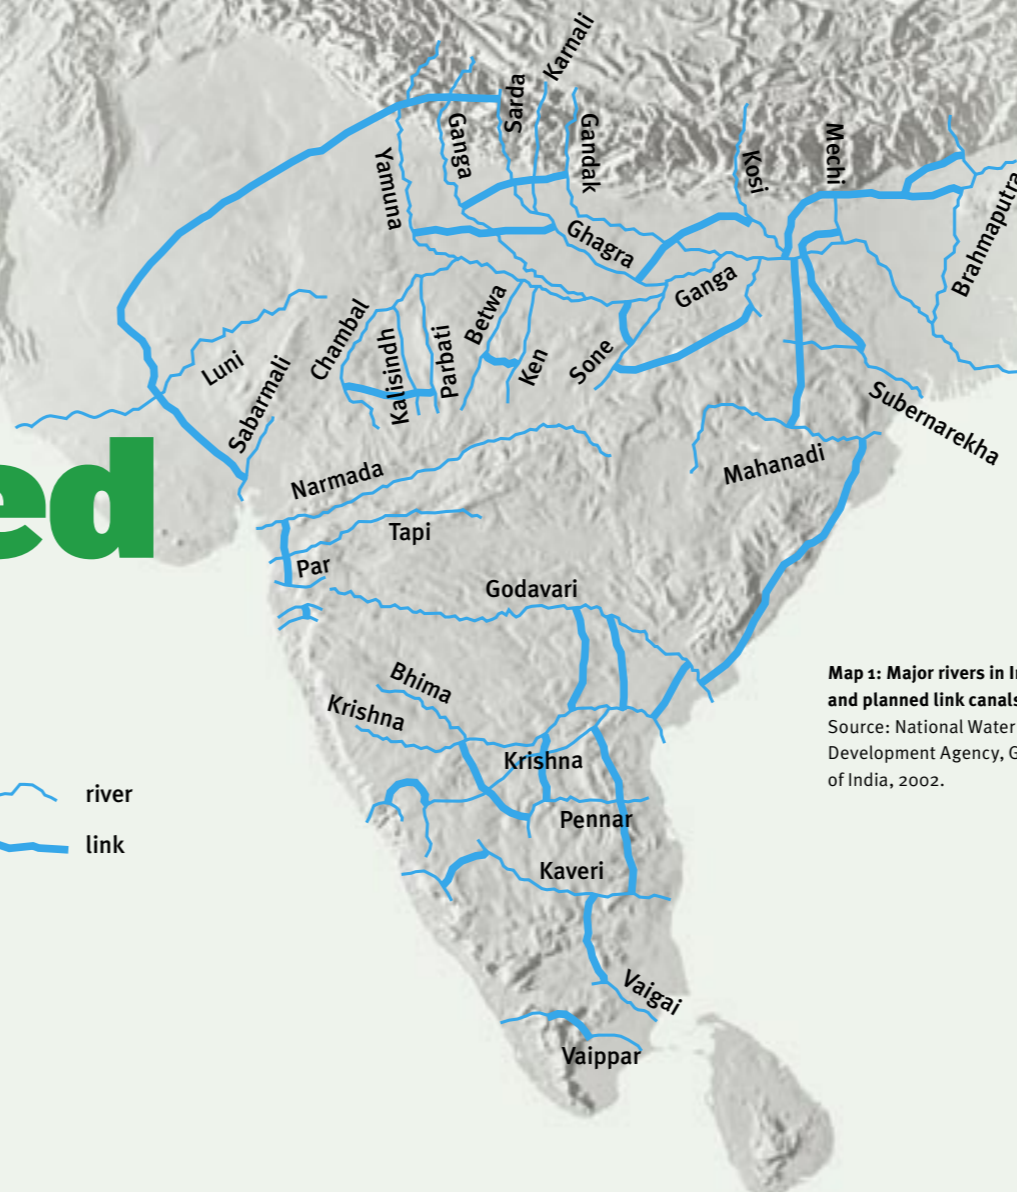 Karnali
Sarda
Ganga
Gandak
Yamuna
Kosi
Mechi
Brahmaputra
Ghagra
Ganga
Chambal
Kalisindh
Parbati
Betwa
Ken
Sone
Luni
Sabarmali
Subernarekha
Mahanadi
Narmada
ed
Tapi
Par
Godavari
Bhima
Krishna
Krishna
Pennar
Kaveri
Vaigai
Vaippar
river
link
Map 1: Major rivers in
and planned link canals
Source: National Water
Development Agency,
of India, 2002.